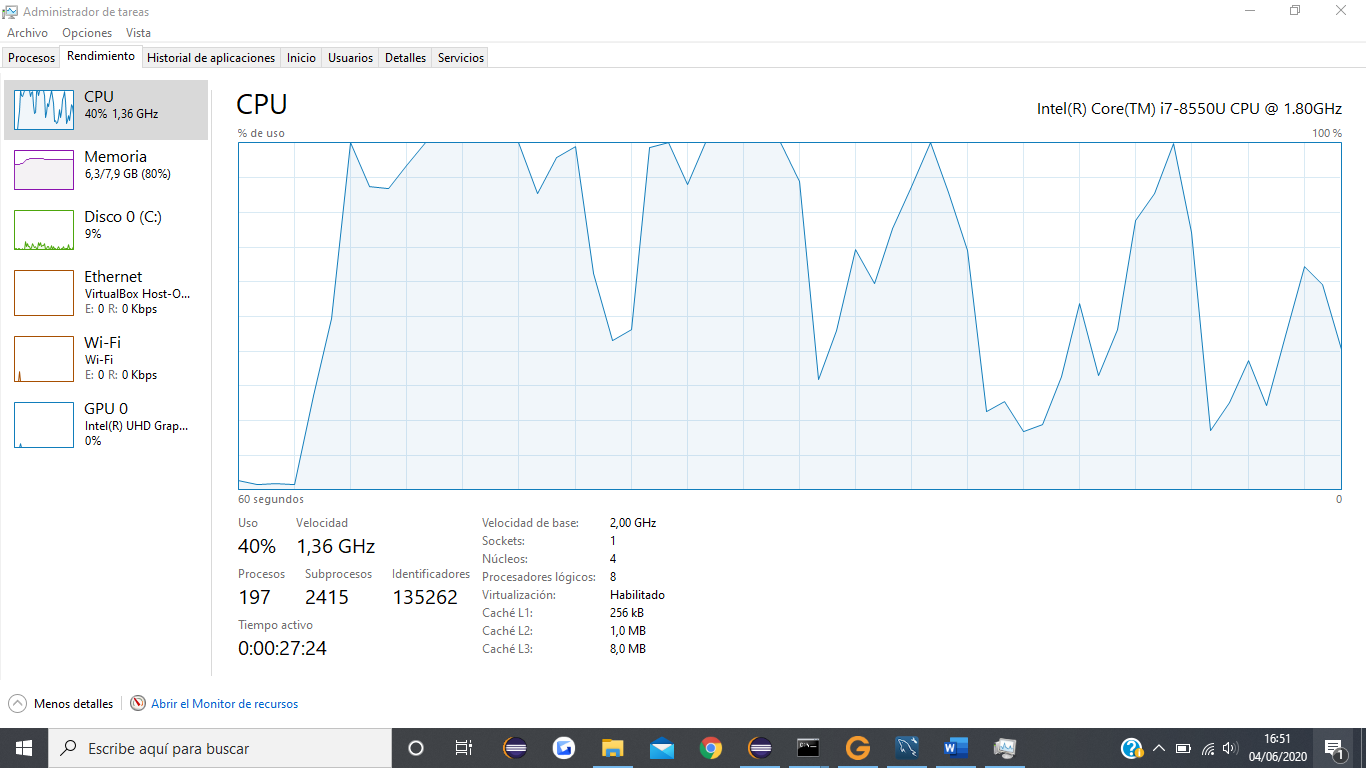 Administrador de tareas
Archivo Opciones Vista
Procesos Rendimiento Historial de aplicaciones Inicio Usuarios Detalles Servicios
CPU
40% 1,36 GHz
Memoria
6,3/7,9 GB (80%)
Disco 0 (C:)
9%
Ethernet
VirtualBox Host-O...
E: 0 R: 0 Kbps
Wi-Fi
Wi-Fi
E: 0 R: 0 Kbps
GPU 0
Intel(R) UHD Grap...
0%
CPU
Intel(R) Core(TM) i7-8550U CPU @ 1.80GHz
% de uso 100 %
60 segundos 0
Uso Velocidad
40% 1,36 GHz
Procesos Subprocesos Identificadores
197 2415 135262
Tiempo activo
0:00:27:24
Velocidad de base: 2,00 GHz
Sockets: 1
Núcleos: 4
Procesadores lógicos: 8
Virtualización: Habilitado
Caché L1: 256 kB
Caché L2: 1,0 MB
Caché L3: 8,0 MB
Menos detalles Abrir el Monitor de recursos
Escribe aquí para buscar
16:51
04/06/2020
1